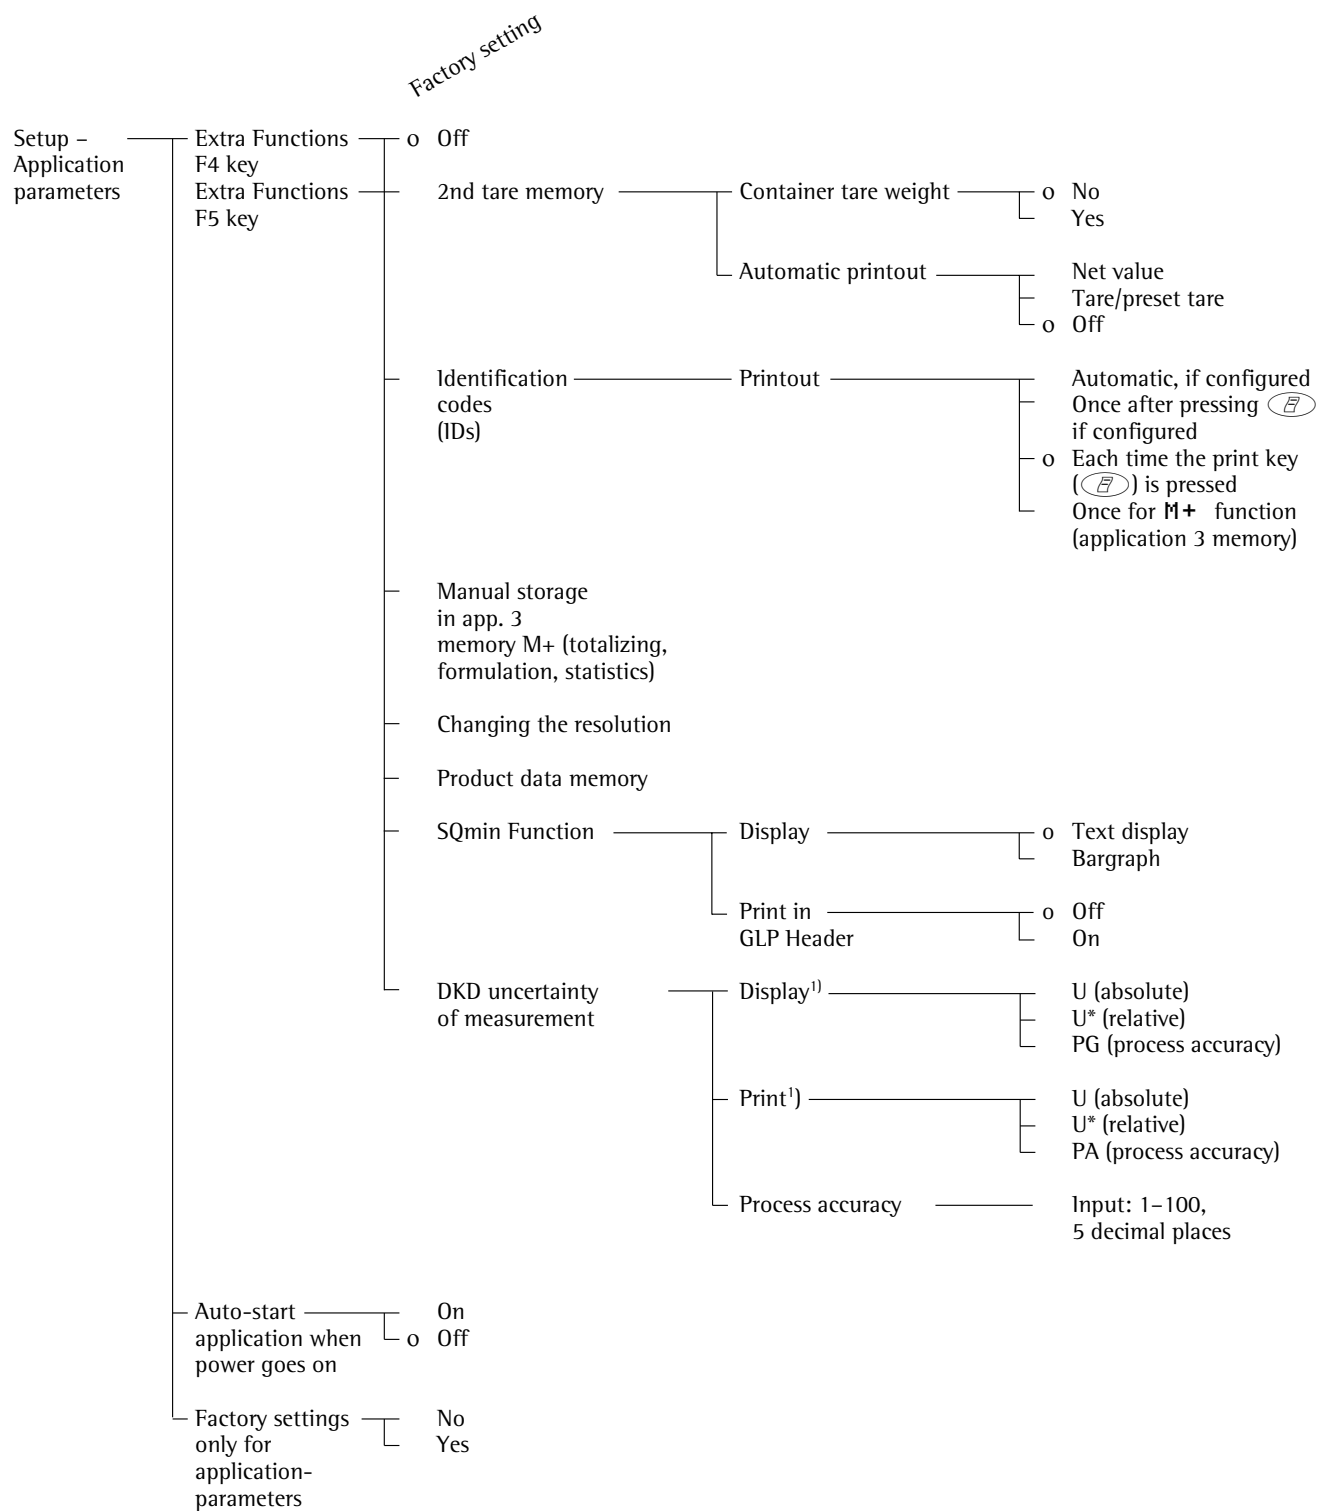 Factory setting
Setup –
Application
parameters
Extra Functions
F4 key
Extra Functions
F5 key
o Off
2nd tare memory
Container tare weight
o No
Yes
Automatic printout
Net value
Tare/preset tare
o Off
Identification
codes
(IDs)
Printout
Automatic, if configured
Once after pressing
if configured
o Each time the print key
( ) is pressed
Once for M+ function
(application 3 memory)
Manual storage
in app. 3
memory M+ (totalizing,
formulation, statistics)
Changing the resolution
Product data memory
SQmin Function
Display
o Text display
Bargraph
Print in
GLP Header
o Off
On
DKD uncertainty
of measurement
Display1)
U (absolute)
U* (relative)
PG (process accuracy)
Print1)
U (absolute)
U* (relative)
PA (process accuracy)
Process accuracy
Input: 1–100,
5 decimal places
Auto-start
application when
power goes on
On
o Off
Factory settings
only for
application-
parameters
No
Yes